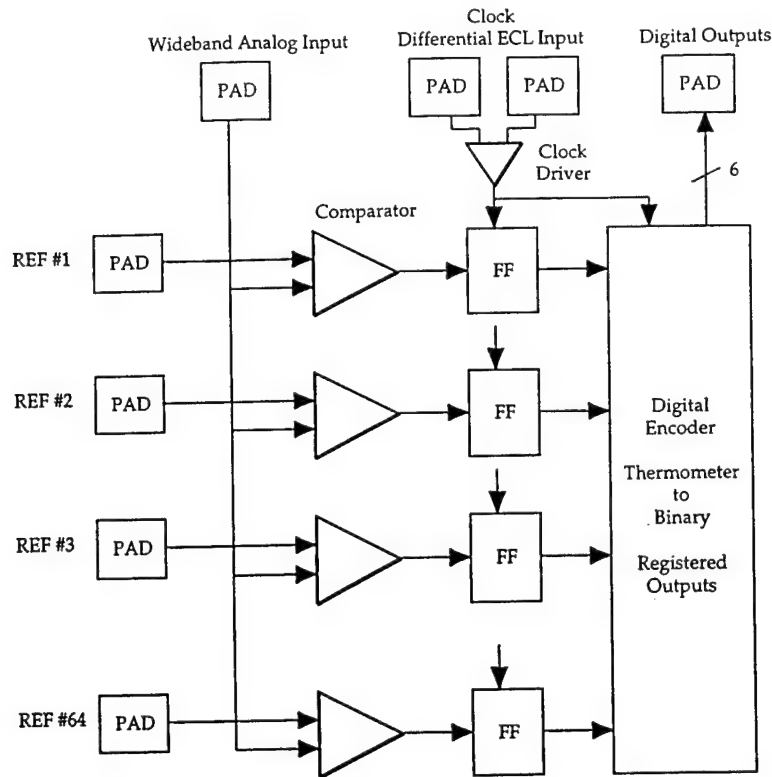 Clock
Wideband Analog Input
Differential ECL Input
Digital Outputs
PAD
PAD
PAD
PAD
6
Clock
Driver
Comparator
REF #1
PAD
FF
REF #2
PAD
FF
Digital
Encoder
Thermometer
to
Binary
Registered
Outputs
REF #3
PAD
FF
REF #64
PAD
FF